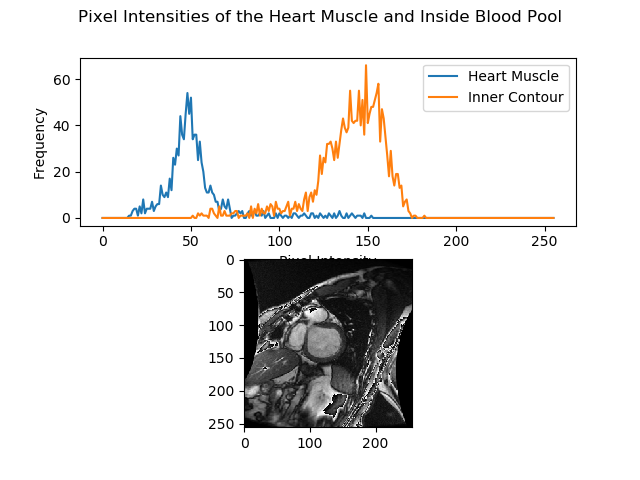 Pixel Intensities of the Heart Muscle and Inside Blood Pool
Frequency
60
40
20
0
Heart Muscle
Inner Contour
0 50 100 150 200 250
Pixel Intensity
0
50
100
150
200
250
0 100 200